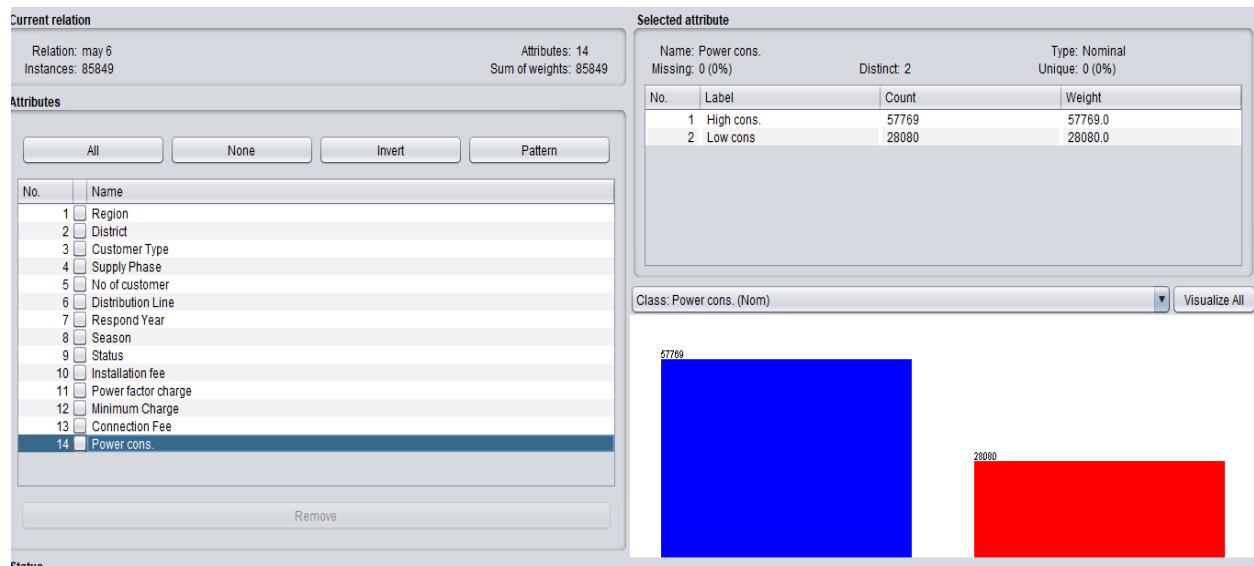 Current relation
Relation: may 6
Attributes: 14
Instances: 85849
Sum of weights: 85849
Attributes
All None Invert Pattern
No. Name
1 Region
2 District
3 Customer Type
4 Supply Phase
5 No of customer
6 Distribution Line
7 Respond Year
8 Season
9 Status
10 Installation fee
11 Power factor charge
12 Minimum Charge
13 Connection Fee
14 Power cons.
Remove
Status
Selected attribute
Name: Power cons. Type: Nominal
Missing: 0 (0%) Distinct: 2 Unique: 0 (0%)
No. Label Count Weight
1 High cons. 57769 57769.0
2 Low cons 28080 28080.0
Class: Power cons. (Nom) Visualize All
57769
28080